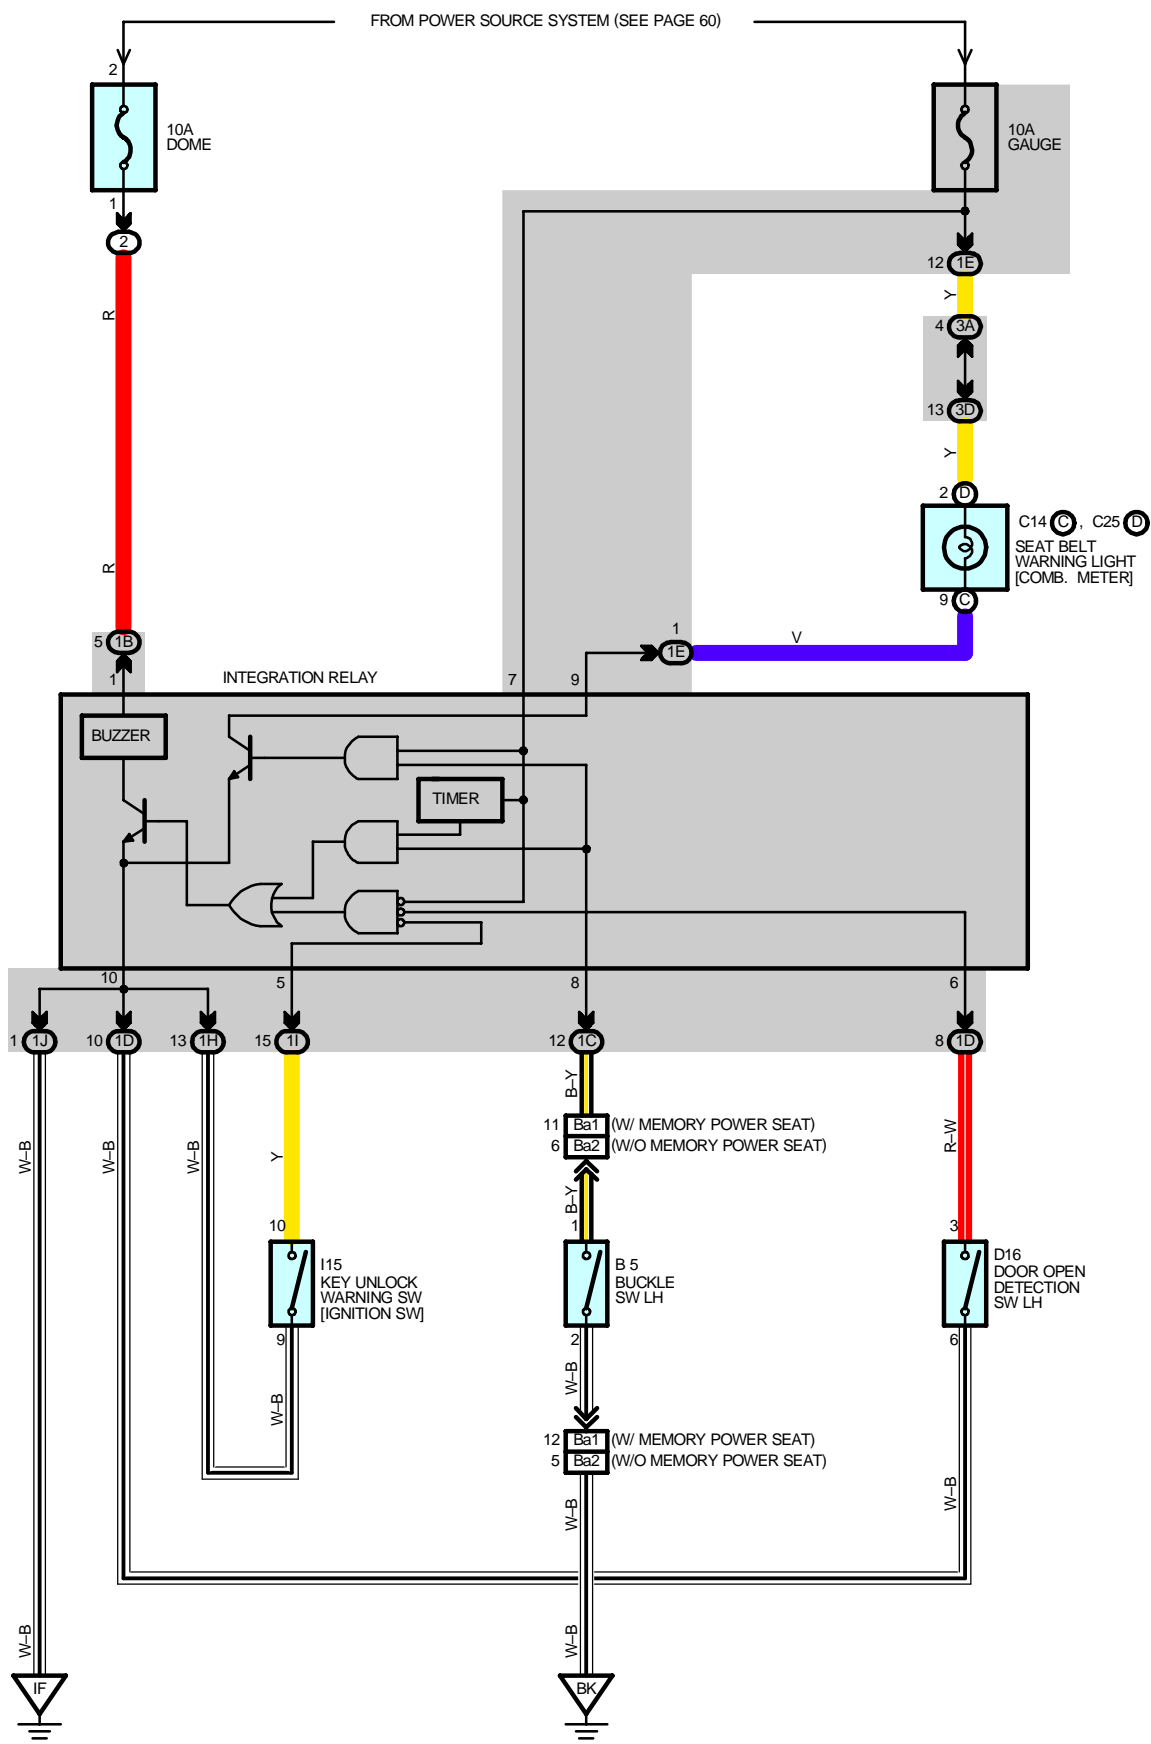 FROM POWER SOURCE SYSTEM (SEE PAGE 60)
2
10A
DOME
10A
GAUGE
1
2
12 1E
R
Y
4 3A
13 3D
Y
2 D
C14 C , C25 D
SEAT BELT
WARNING LIGHT
[COMB. METER]
R
9 C
5 1B
1
1E
V
1
INTEGRATION RELAY
7
9
BUZZER
TIMER
10
5
8
6
1 1J
10 1D
13 1H
15 1I
12 1C
8 1D
B–Y
11 Ba1 (W/ MEMORY POWER SEAT)
6 Ba2 (W/O MEMORY POWER SEAT)
W–B
W–B
W–B
Y
R–W
B–Y
10
1
3
I15
KEY UNLOCK
WARNING SW
[IGNITION SW]
B 5
BUCKLE
SW LH
D16
DOOR OPEN
DETECTION
SW LH
9
2
6
W–B
W–B
12 Ba1 (W/ MEMORY POWER SEAT)
5 Ba2 (W/O MEMORY POWER SEAT)
W–B
W–B
W–B
W–B
IF
BK